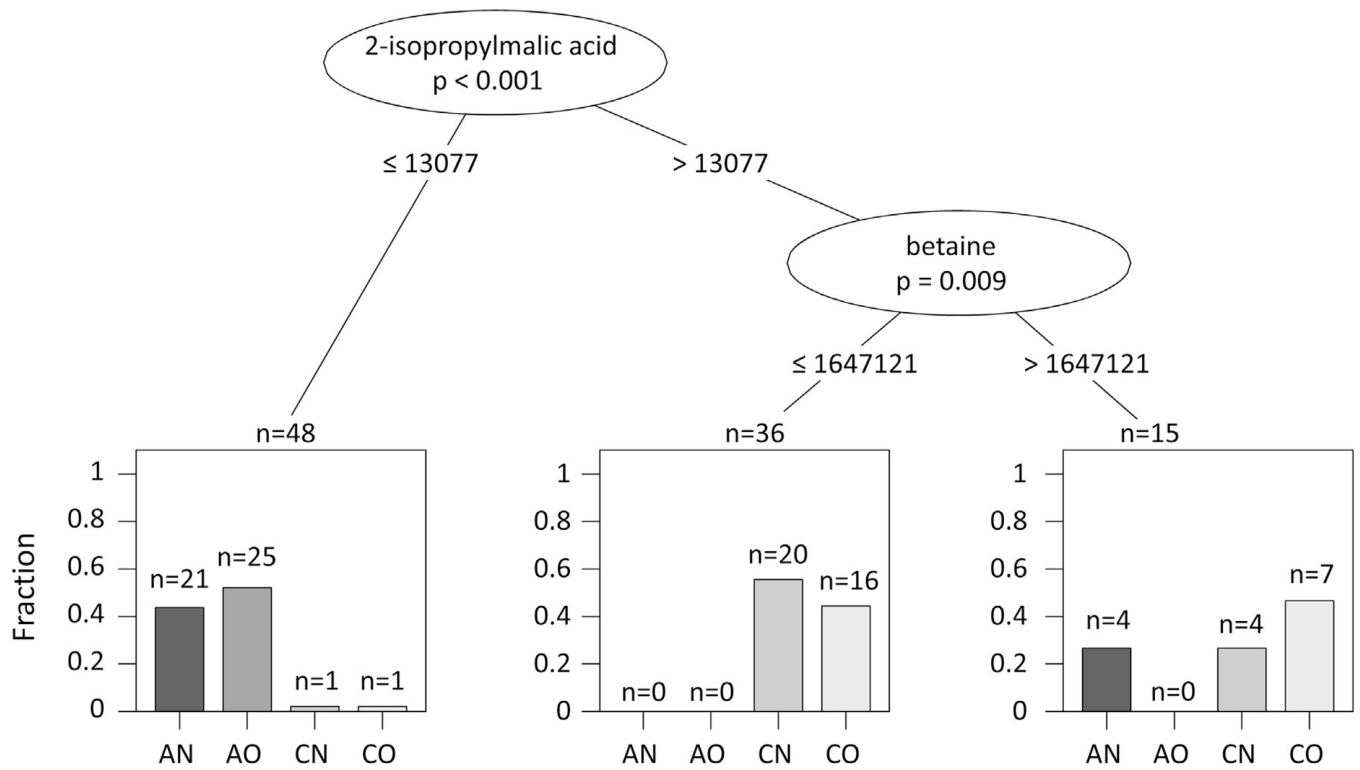 2-isopropylmalic acid
p < 0.001
≤ 13077
> 13077
betaine
p = 0.009
≤ 1647121
> 1647121
n=48
n=36
n=15
Fraction
1
0.8
0.6
0.4
0.2
0
n=21
n=25
n=1
n=1
AN
AO
CN
CO
1
0.8
0.6
0.4
0.2
0
n=0
n=0
n=20
n=16
AN
AO
CN
CO
1
0.8
0.6
0.4
0.2
0
n=4
n=0
n=4
n=7
AN
AO
CN
CO